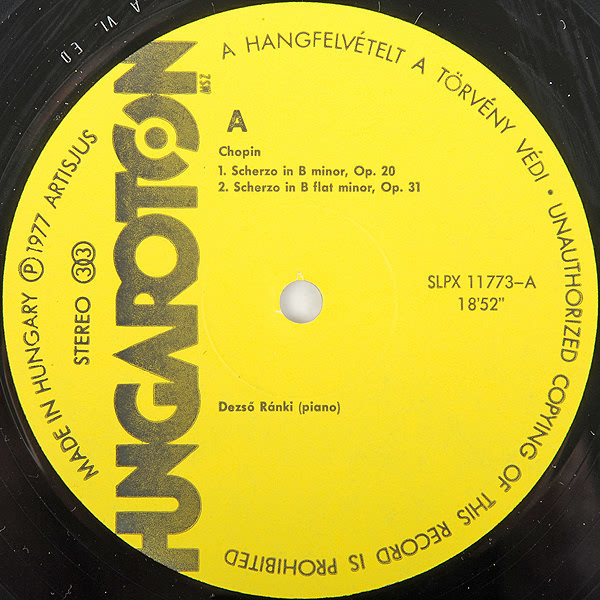 A HANGFELVÉTELT A TÖRVÉNY VÉDI • UNAUTHORIZED COPYING OF THIS RECORD IS PROHIBITED
MADE IN HUNGARY Ⓟ 1977 ARTISJUS
STEREO 33
HUNGAROTON
MSZ
A
Chopin
1. Scherzo in B minor, Op. 20
2. Scherzo in B flat minor, Op. 31
SLPX 11773–A
18'52"
Dezső Ránki (piano)